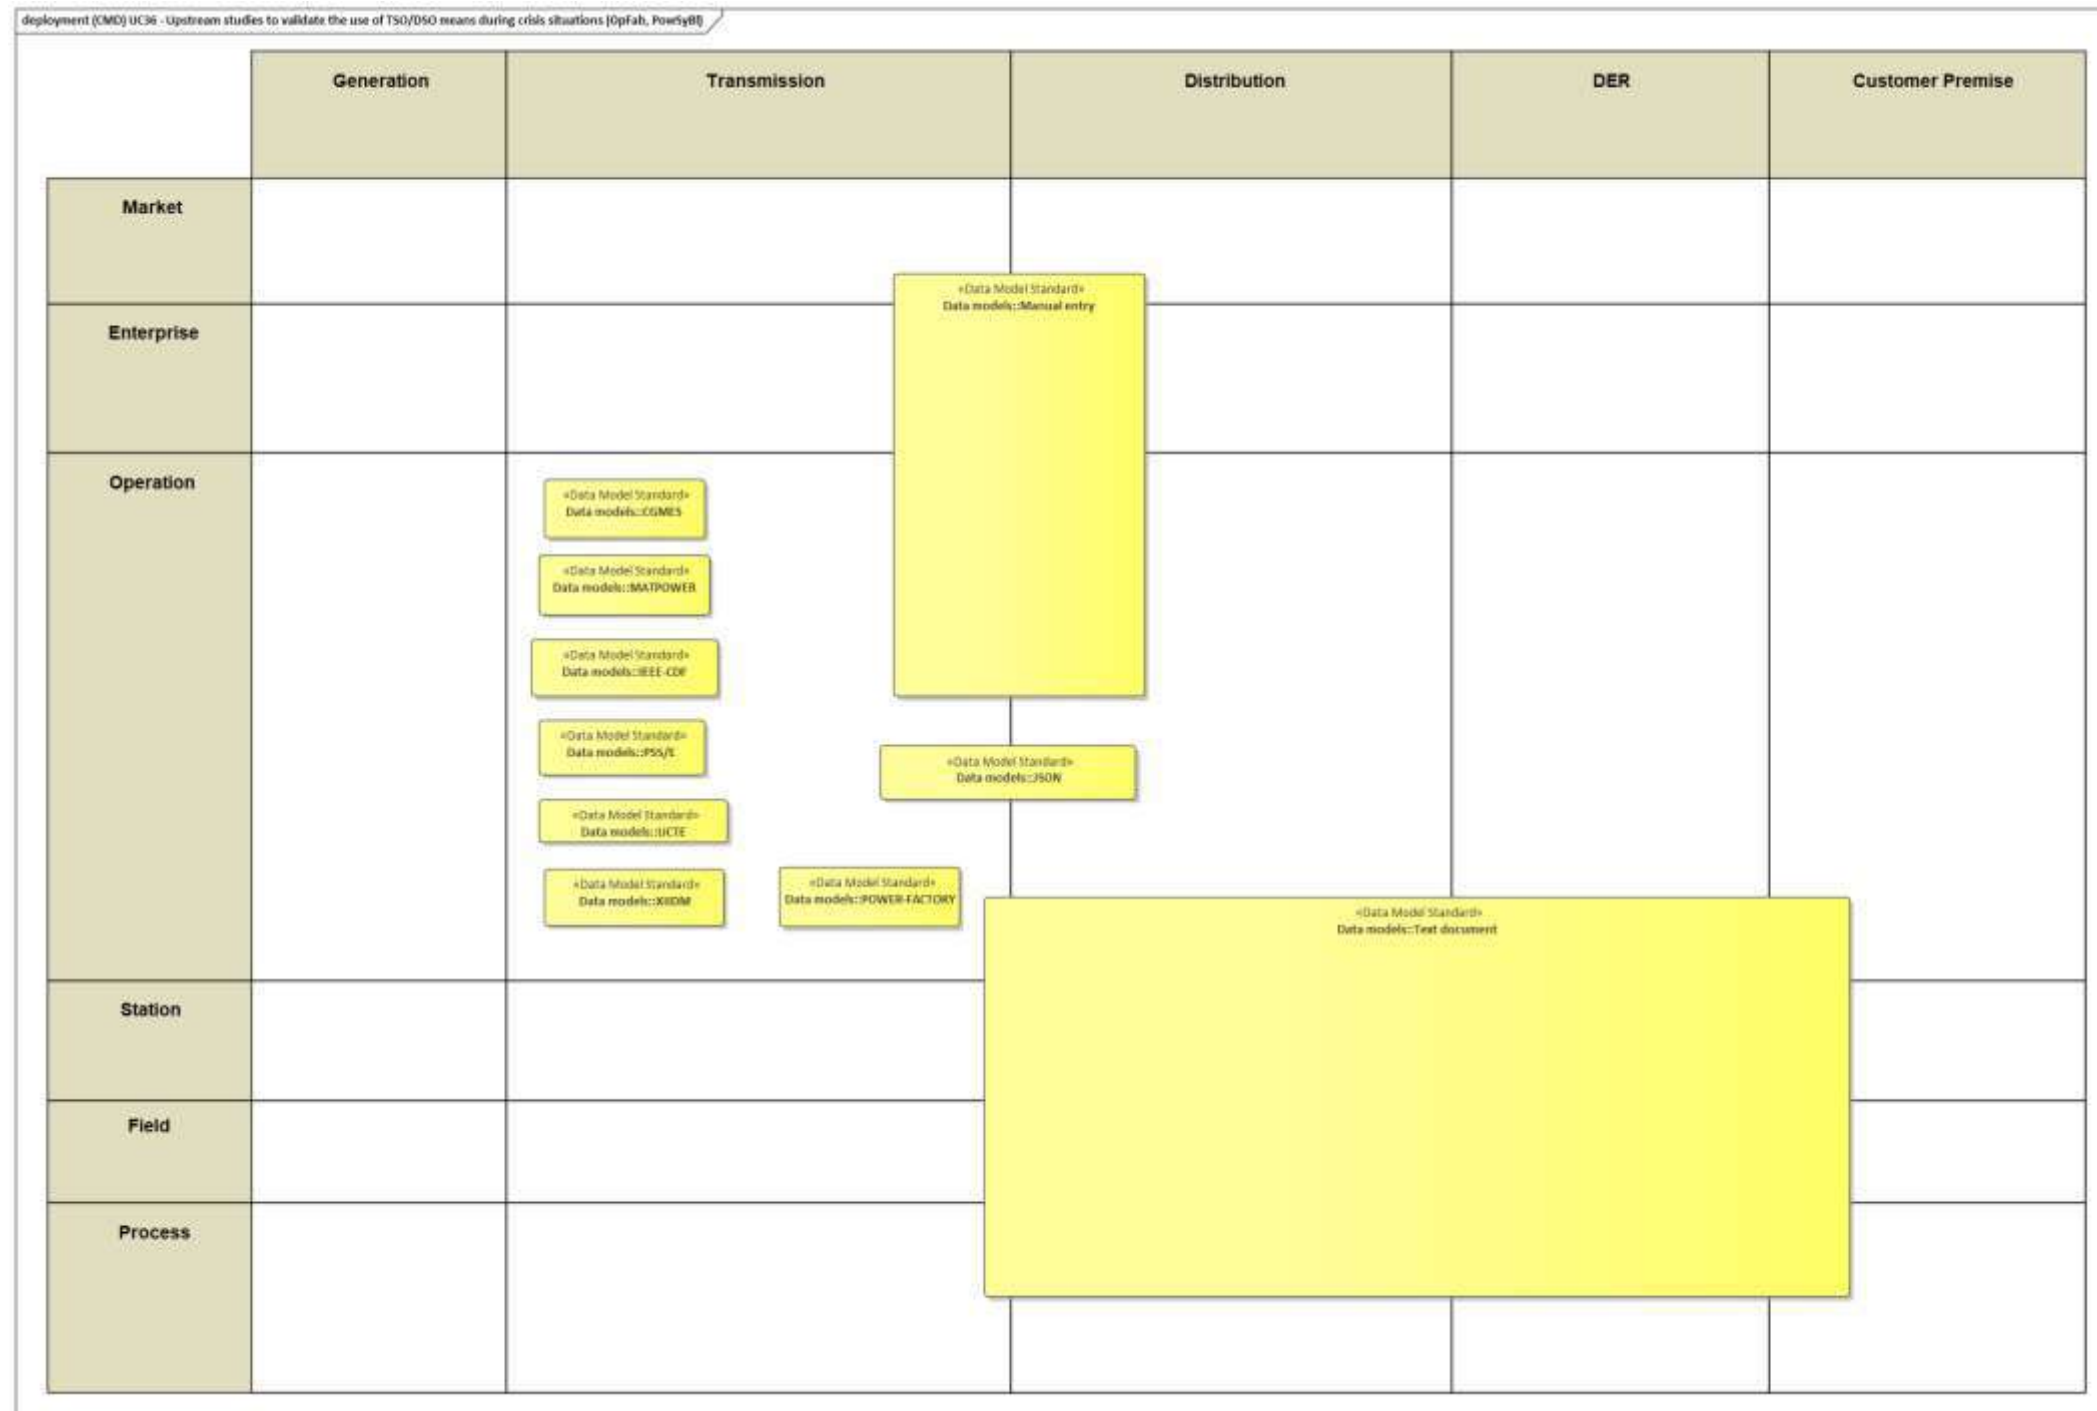 deployment (CMD) UC36 - Upstream studies to validate the use of TSO/DSO means during crisis situations (OpFab, PowSyBl)
Generation
Transmission
Distribution
DER
Customer Premise
Market
«Data Model Standard»
Data models::Manual entry
Enterprise
Operation
«Data Model Standard»
Data models::CGMES
«Data Model Standard»
Data models::MATPOWER
«Data Model Standard»
Data models::IEEE-CDF
«Data Model Standard»
Data models::PSS/E
«Data Model Standard»
Data models::JSON
«Data Model Standard»
Data models::UCTE
«Data Model Standard»
Data models::XIIDM
«Data Model Standard»
Data models::POWER-FACTORY
«Data Model Standard»
Data models::Text document
Station
Field
Process